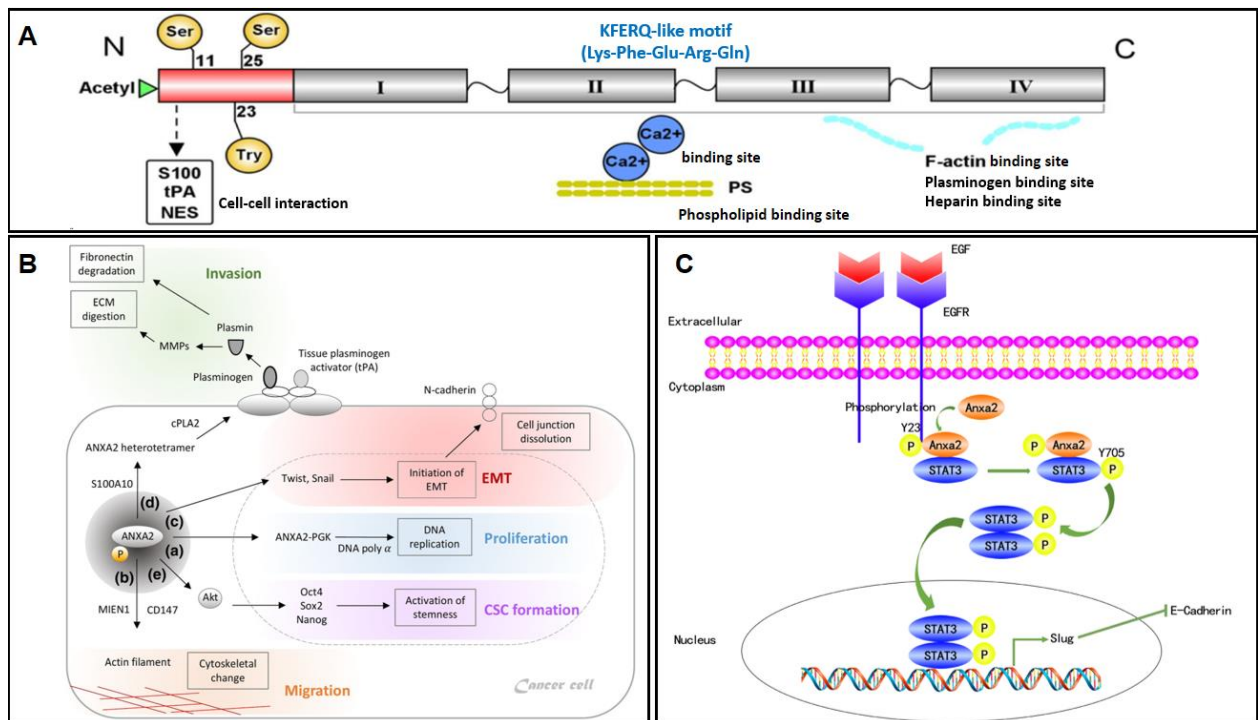 A
N
Ser
11
Ser
25
KFERQ-like motif
(Lys-Phe-Glu-Arg-Gln)
C
Acetyl
I
II
III
IV
23
Try
S100
tPA
NES
Cell-cell interaction
Ca2+
Ca2+
binding site
PS
Phospholipid binding site
F-actin binding site
Plasminogen binding site
Heparin binding site
B
Fibronectin
degradation
Invasion
ECM
digestion
Plasmin
MMPs
Plasminogen
Tissue plasminogen
activator (tPA)
N-cadherin
cPLA2
Cell junction
dissolution
ANXA2 heterotetramer
S100A10
Twist, Snail
Initiation of
EMT
EMT
(d)
(c)
ANXA2
(a)
P
(b)
(e)
ANXA2-PGK
DNA poly α
DNA
replication
Proliferation
MIEN1
CD147
Akt
Oct4
Sox2
Nanog
Activation of
stemness
CSC formation
Actin filament
Cytoskeletal
change
Migration
Cancer cell
C
EGF
EGFR
Extracellular
Cytoplasm
Phosphorylation
Anxa2
Y23
P
Anxa2
STAT3
P
Anxa2
STAT3
Y705
P
STAT3
P
STAT3
P
STAT3
P
STAT3
P
Nucleus
Slug
E-Cadherin